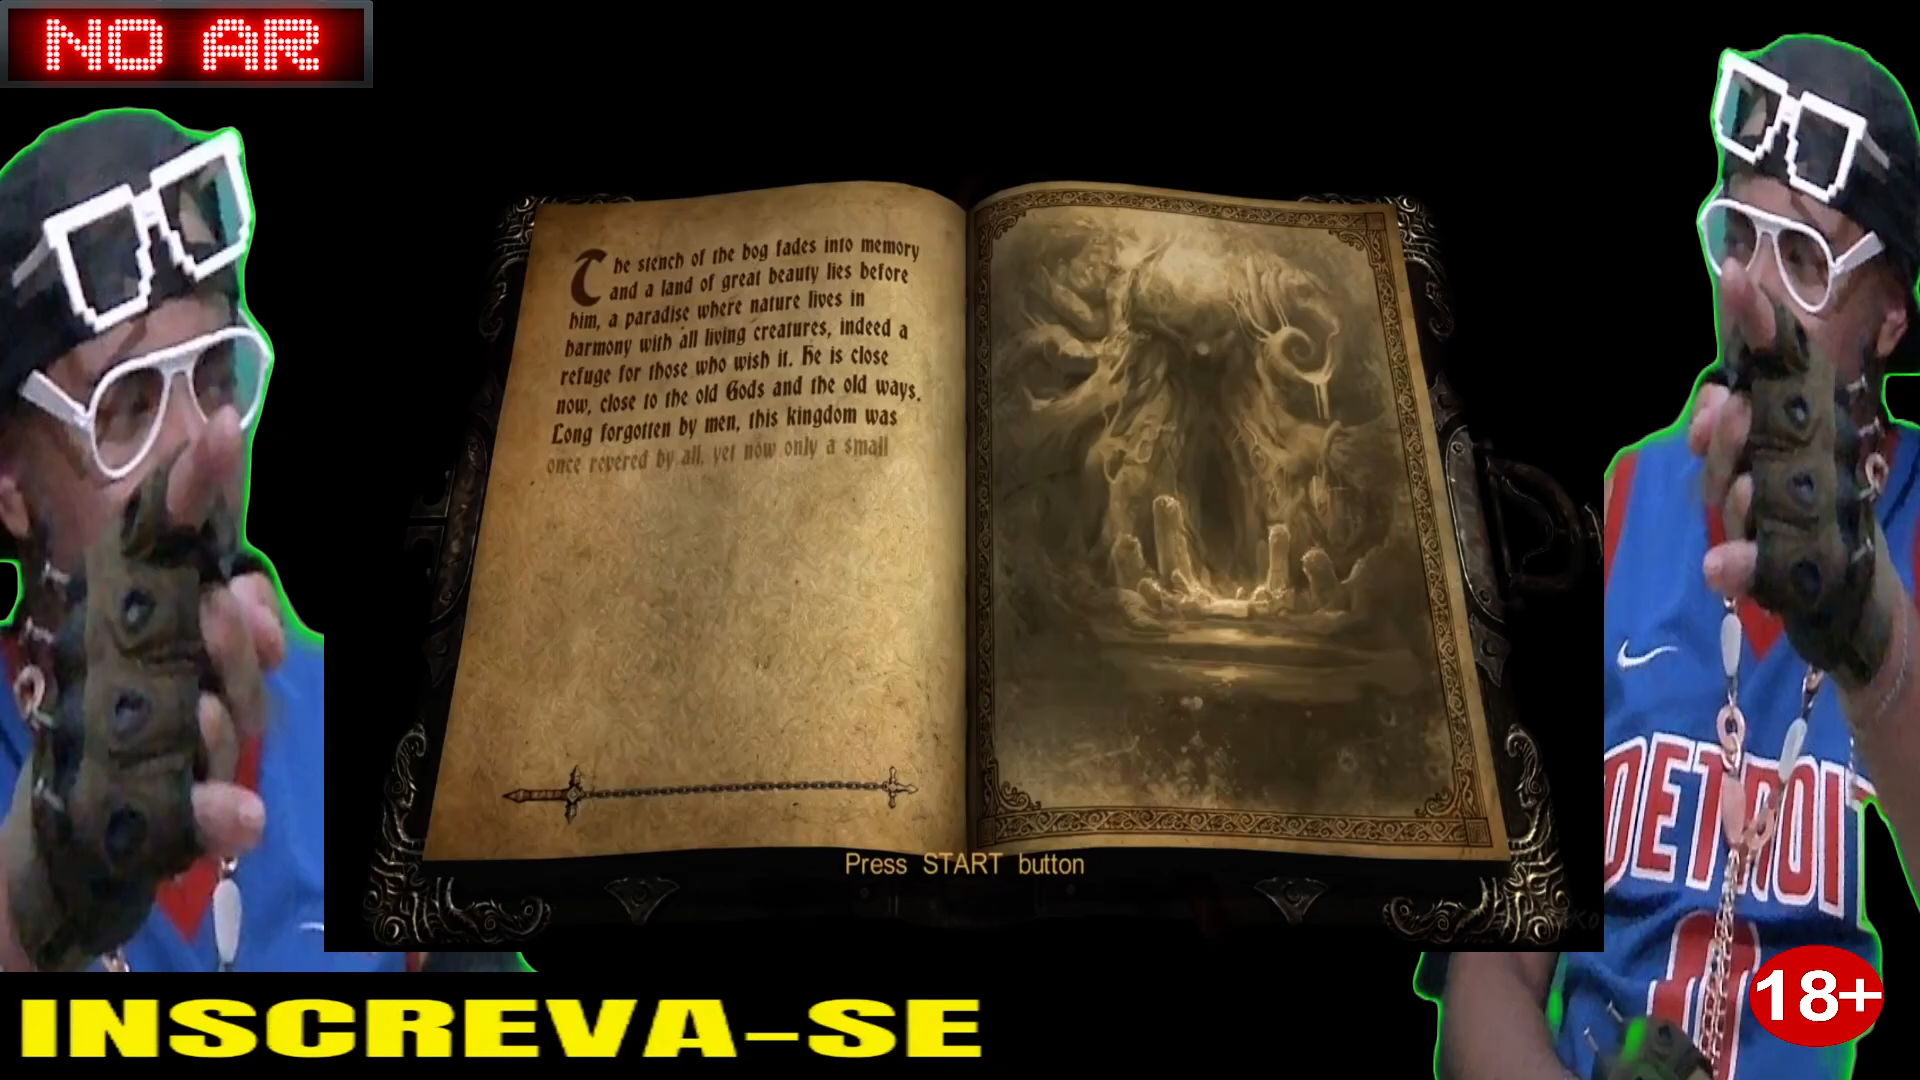 NO AR
The stench of the bog fades into memory
and a land of great beauty lies before
him, a paradise where nature lives in
harmony with all living creatures, indeed a
refuge for those who wish it. He is close
now, close to the old Gods and the old ways.
Long forgotten by men, this kingdom was
once revered by all, yet now only a small
Press START button
DETROIT
INSCREVA-SE
18+